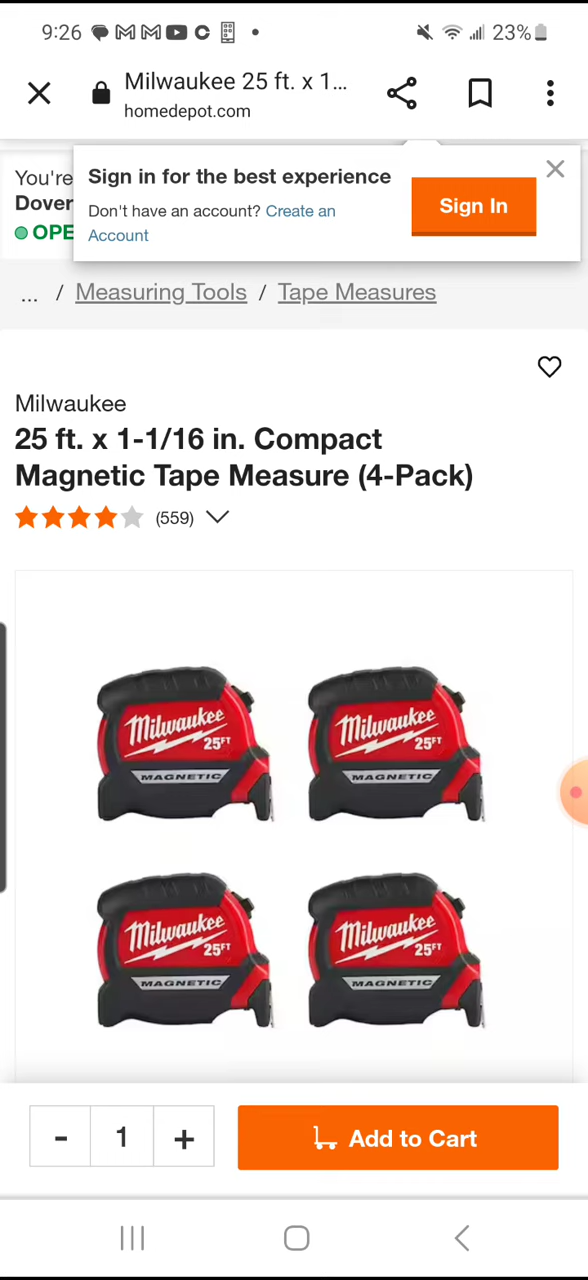 9:26
23%
Milwaukee 25 ft. x 1...
homedepot.com
You're
Dover
OPE
Sign in for the best experience
Don't have an account? Create an
Account
Sign In
... / Measuring Tools / Tape Measures
Milwaukee
25 ft. x 1-1/16 in. Compact
Magnetic Tape Measure (4-Pack)
(559)
Milwaukee
25FT
MAGNETIC
Milwaukee
25FT
MAGNETIC
Milwaukee
25FT
MAGNETIC
Milwaukee
25FT
MAGNETIC
- 1 +
Add to Cart